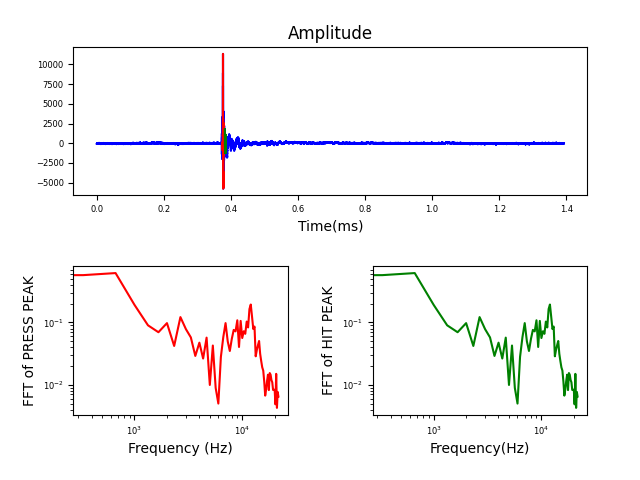 Amplitude
10000
7500
5000
2500
0
−2500
−5000
0.0 0.2 0.4 0.6 0.8 1.0 1.2 1.4
Time(ms)
FFT of PRESS PEAK
10⁻¹
10⁻²
10³ 10⁴
Frequency (Hz)
FFT of HIT PEAK
10⁻¹
10⁻²
10³ 10⁴
Frequency(Hz)